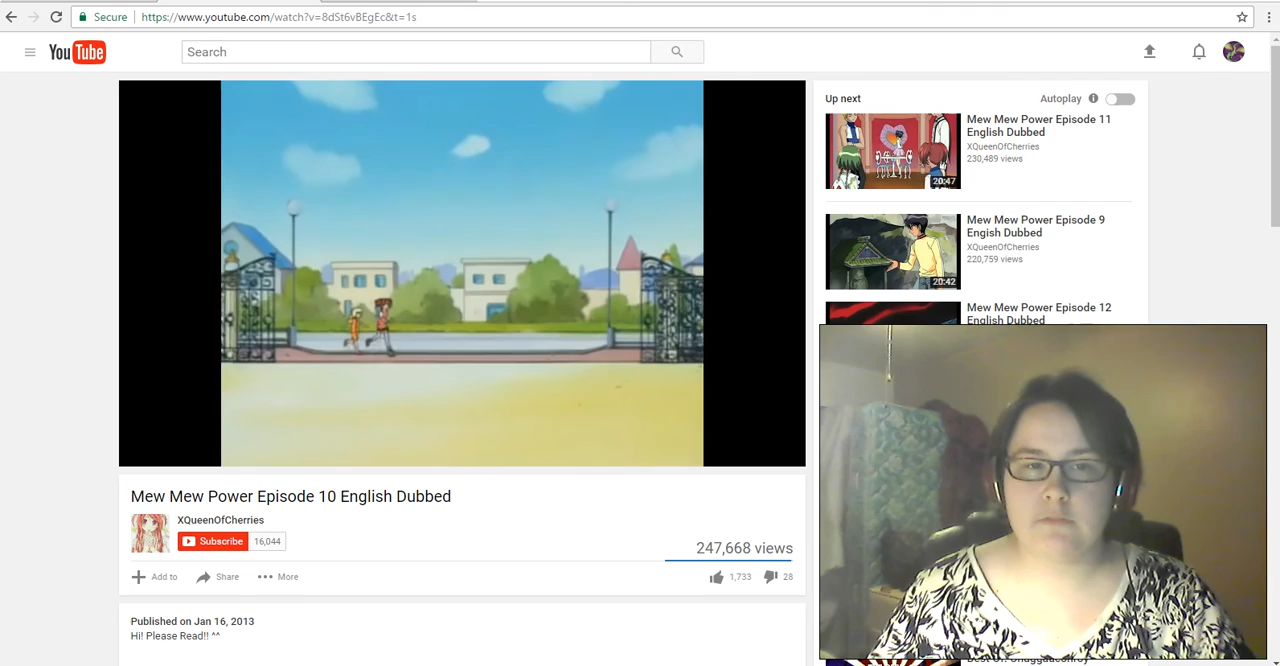 Secure
https://www.youtube.com/watch?v=8dSt6vBEgEc&t=1s
YouTube
Search
Mew Mew Power Episode 10 English Dubbed
XQueenOfCherries
Subscribe 16,044
247,668 views
Add to
Share
More
1,733
28
Published on Jan 16, 2013
Hi! Please Read!! ^^
Up next
Autoplay
20:47
Mew Mew Power Episode 11
English Dubbed
XQueenOfCherries
230,489 views
20:42
Mew Mew Power Episode 9
Engish Dubbed
XQueenOfCherries
220,759 views
Mew Mew Power Episode 12
English Dubbed